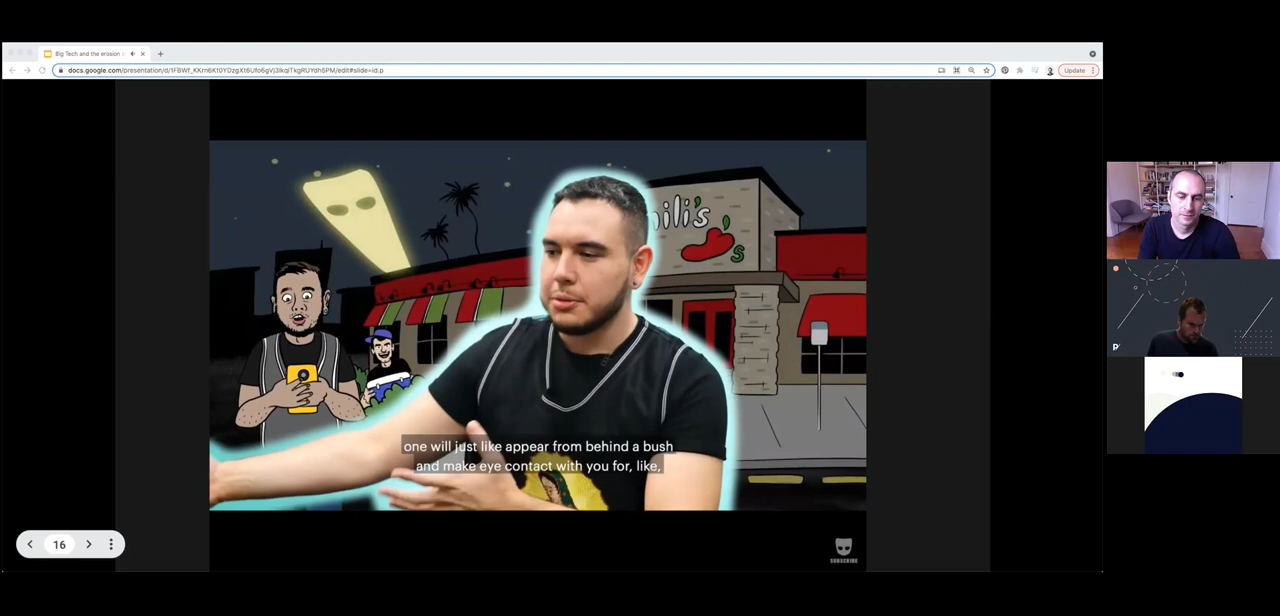 Big Tech and the erosion
docs.google.com/presentation/d/1FBWf_KKrn6Kt0YDzgXt6Ufo6gVj3ikqITkgRUYdh5PM/edit#slide=id.p
Update
hili's
one will just like appear from behind a bush
and make eye contact with you for, like,
16
SUBSCRIBE